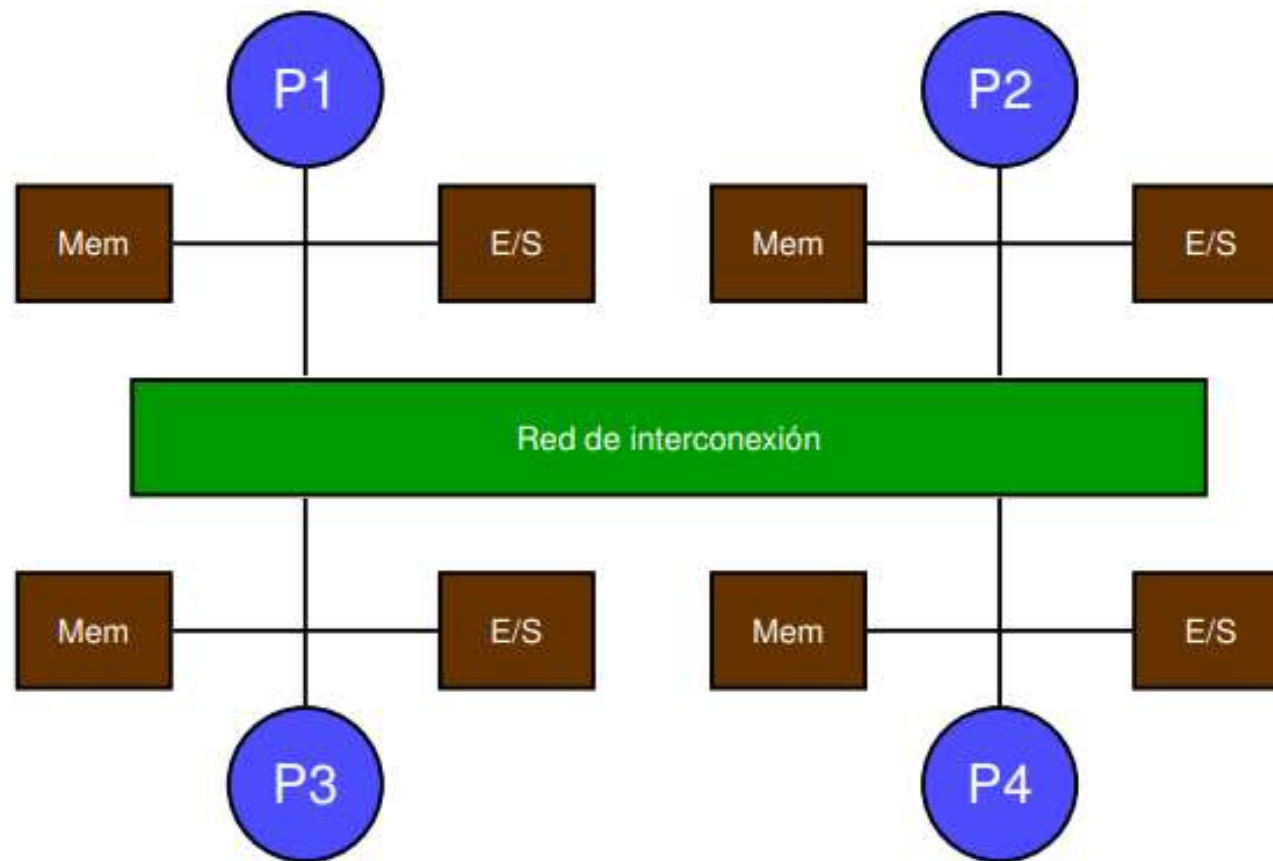 P1
P2
Mem
E/S
Mem
E/S
Red de interconexión
Mem
E/S
Mem
E/S
P3
P4